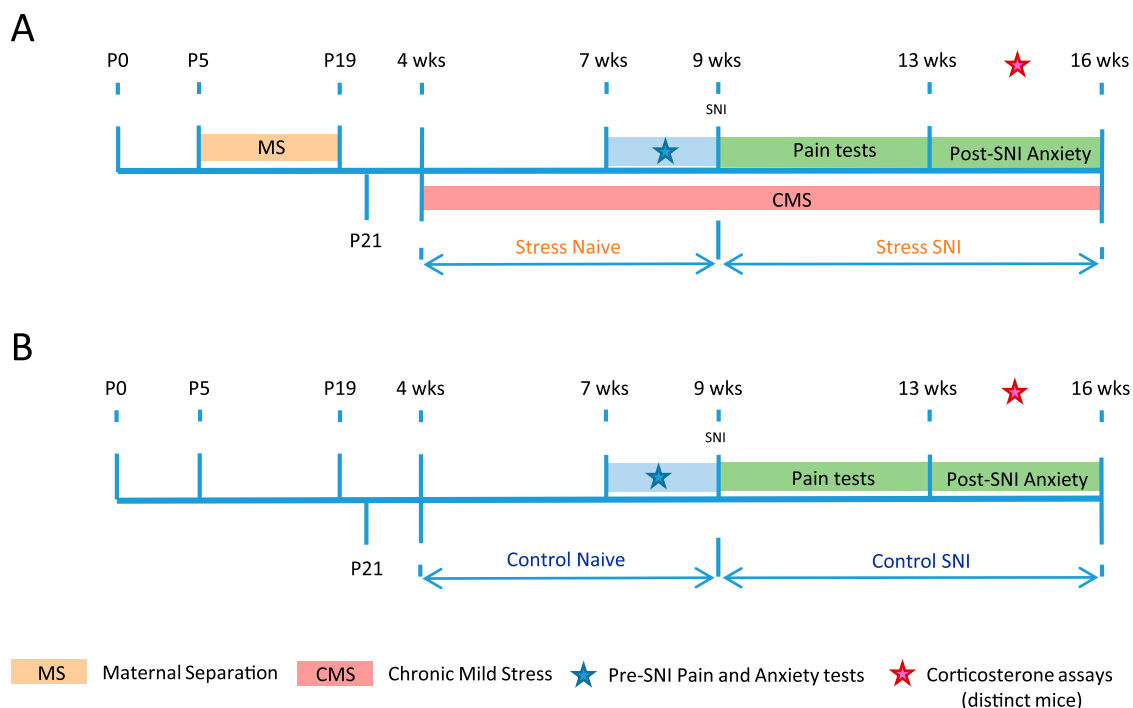 A
P0 P5 P19 4 wks 7 wks 9 wks 13 wks 16 wks
SNI
MS Pain tests Post-SNI Anxiety
CMS
P21
Stress Naive Stress SNI
B
P0 P5 P19 4 wks 7 wks 9 wks 13 wks 16 wks
SNI
Pain tests Post-SNI Anxiety
P21
Control Naive Control SNI
MS Maternal Separation CMS Chronic Mild Stress Pre-SNI Pain and Anxiety tests Corticosterone assays
(distinct mice)